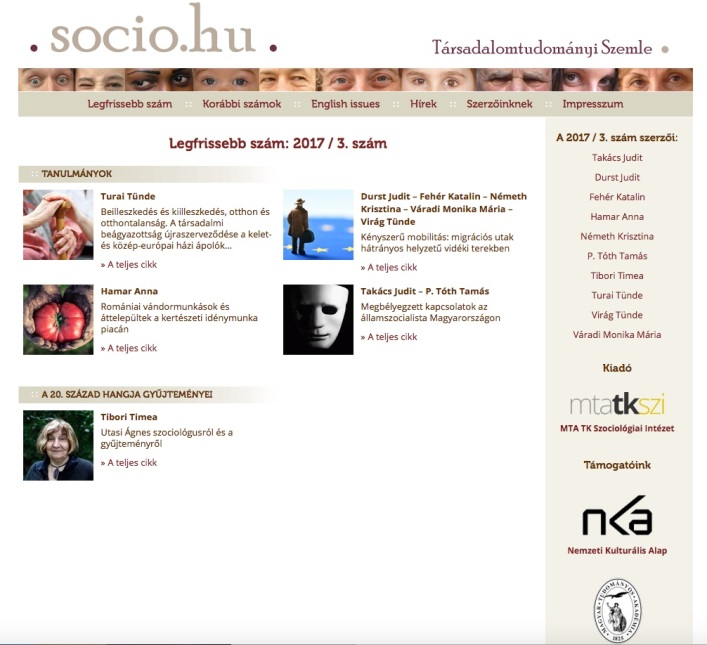 socio.hu
Társadalomtudományi Szemle
Legfrissebb szám :: Korábbi számok :: English issues :: Hírek :: Szerzőinknek :: Impresszum
Legfrissebb szám: 2017 / 3. szám
:: TANULMÁNYOK
Turai Tünde
Beilleszkedés és kiilleszkedés, otthon és
otthontalanság. A társadalmi
beágyazottság újraszerveződése a kelet-
és közép-európai házi ápolók...
» A teljes cikk
Durst Judit – Fehér Katalin – Németh
Krisztina – Váradi Monika Mária –
Virág Tünde
Kényszerű mobilitás: migrációs utak
hátrányos helyzetű vidéki terekben
» A teljes cikk
Hamar Anna
Romániai vándormunkások és
áttelepültek a kertészeti idénymunka
piacán
» A teljes cikk
Takács Judit – P. Tóth Tamás
Megbélyegzett kapcsolatok az
államszocialista Magyarországon
» A teljes cikk
:: A 20. SZÁZAD HANGJA GYŰJTEMÉNYEI
Tibori Timea
Utasi Ágnes szociológusról és a
gyűjteményről
» A teljes cikk
A 2017 / 3. szám szerzői:
Takács Judit
Durst Judit
Fehér Katalin
Hamar Anna
Németh Krisztina
P. Tóth Tamás
Tibori Timea
Turai Tünde
Virág Tünde
Váradi Monika Mária
Kiadó
mtatkszi
MTA TK Szociológiai Intézet
Támogatóink
nka
Nemzeti Kulturális Alap
MAGYAR TUDOMÁNYOS AKADÉMIA
1825